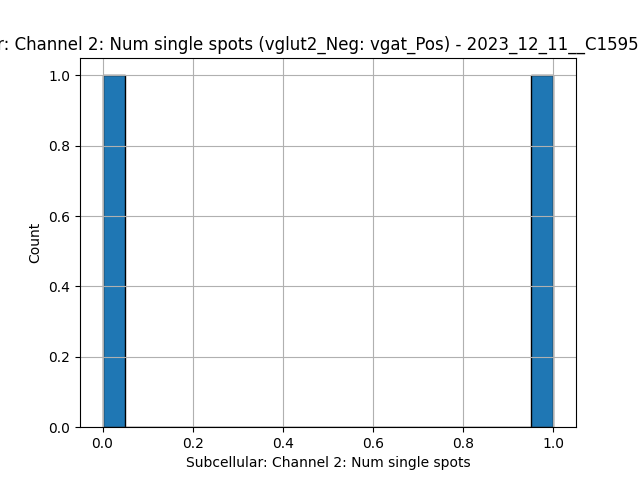 r: Channel 2: Num single spots (vglut2_Neg: vgat_Pos) - 2023_12_11__C1595
1.0
0.8
0.6
0.4
0.2
0.0
Count
0.0 0.2 0.4 0.6 0.8 1.0
Subcellular: Channel 2: Num single spots